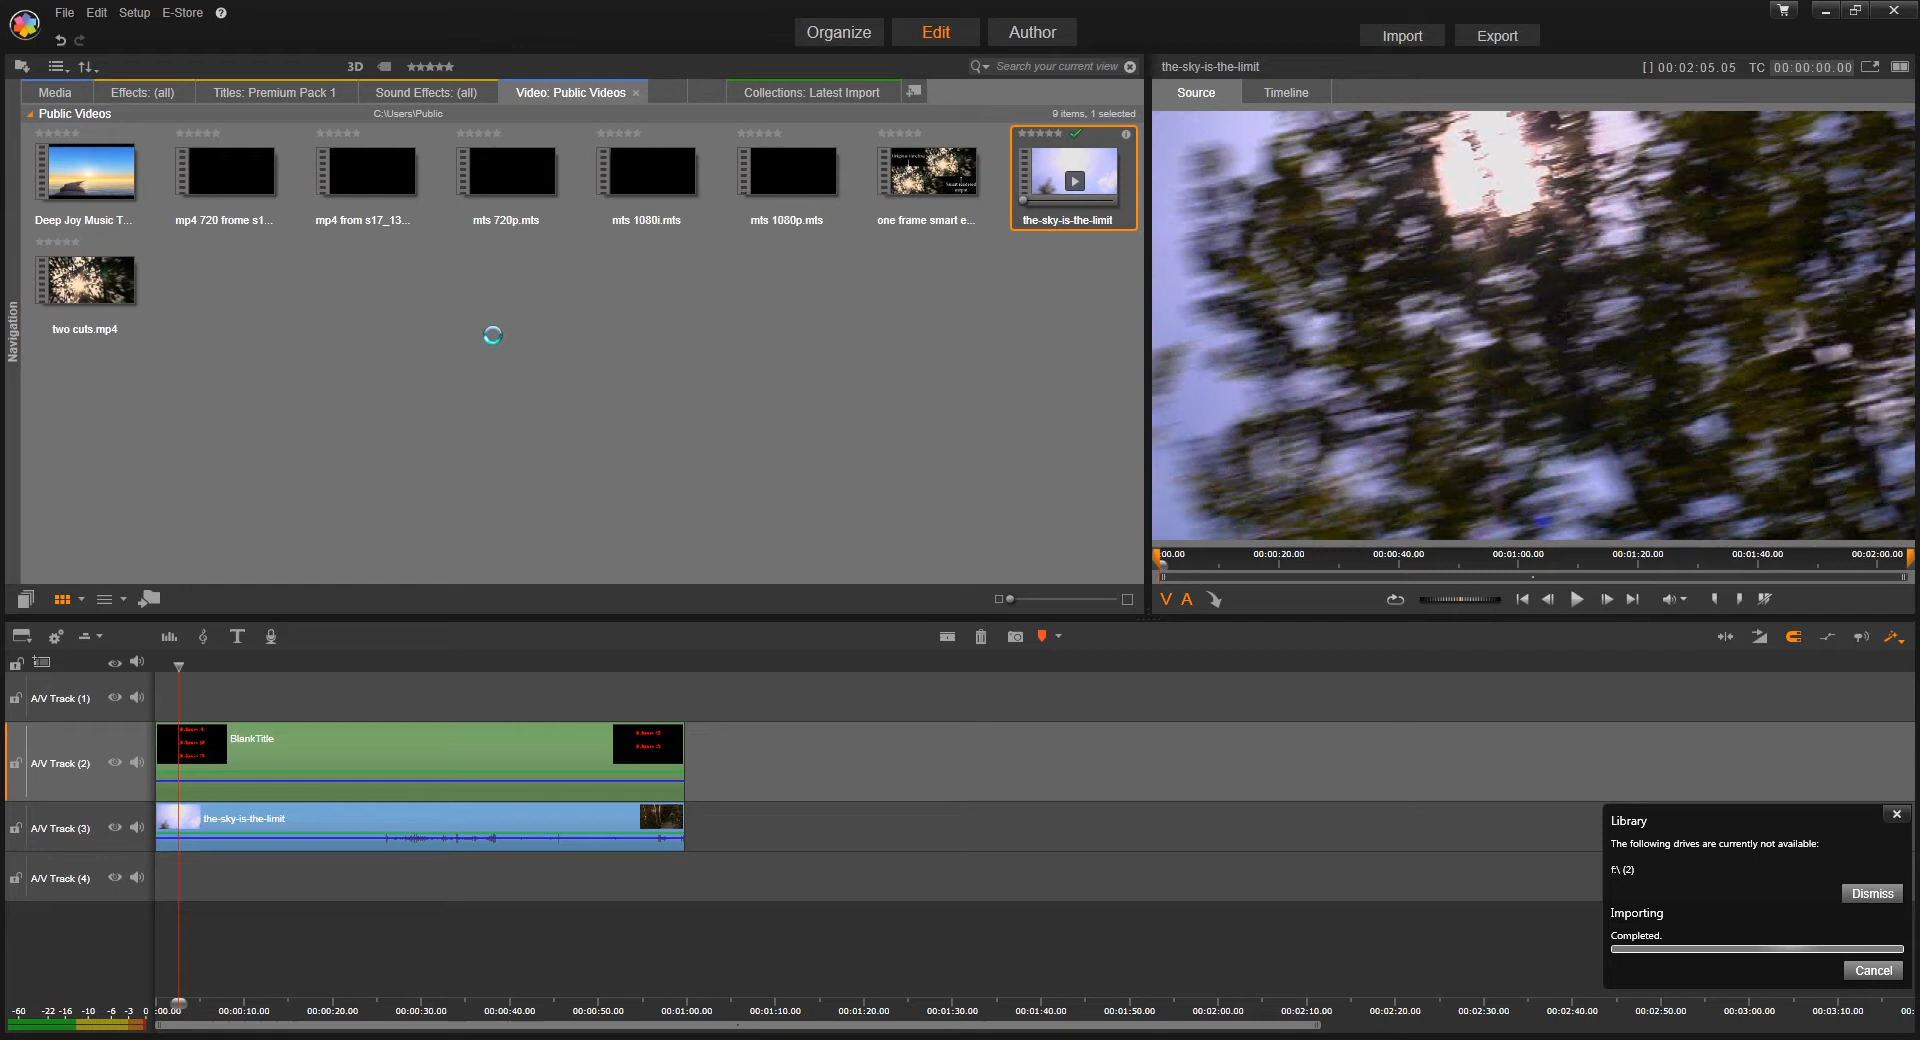 File Edit Setup E-Store ?
Organize Edit Author
Import Export
3D
Search your current view
the-sky-is-the-limit
[ ] 00:02:05.05 TC 00:00:00.00
Media Effects: (all) Titles: Premium Pack 1 Sound Effects: (all) Video: Public Videos × Collections: Latest Import
Source Timeline
Public Videos C:\Users\Public 9 items, 1 selected
Deep Joy Music T... mp4 720 frome s1... mp4 from s17_13... mts 720p.mts mts 1080i.mts mts 1080p.mts one frame smart e... the-sky-is-the-limit
two cuts.mp4
Navigation
:00.00 00:00:20.00 00:00:40.00 00:01:00.00 00:01:20.00 00:01:40.00 00:02:00.00
V A
T
A/V Track (1)
A/V Track (2)
BlankTitle
A/V Track (3)
the-sky-is-the-limit
A/V Track (4)
Library
The following drives are currently not available:
f:\ (2)
Dismiss
Importing
Completed.
Cancel
-60 -22 -16 -10 -6 -3 0
:00.00 00:00:10.00 00:00:20.00 00:00:30.00 00:00:40.00 00:00:50.00 00:01:00.00 00:01:10.00 00:01:20.00 00:01:30.00 00:01:40.00 00:01:50.00 00:02:00.00 00:02:10.00 00:02:20.00 00:02:30.00 00:02:40.00 00:02:50.00 00:03:00.00 00:03:10.00 00: